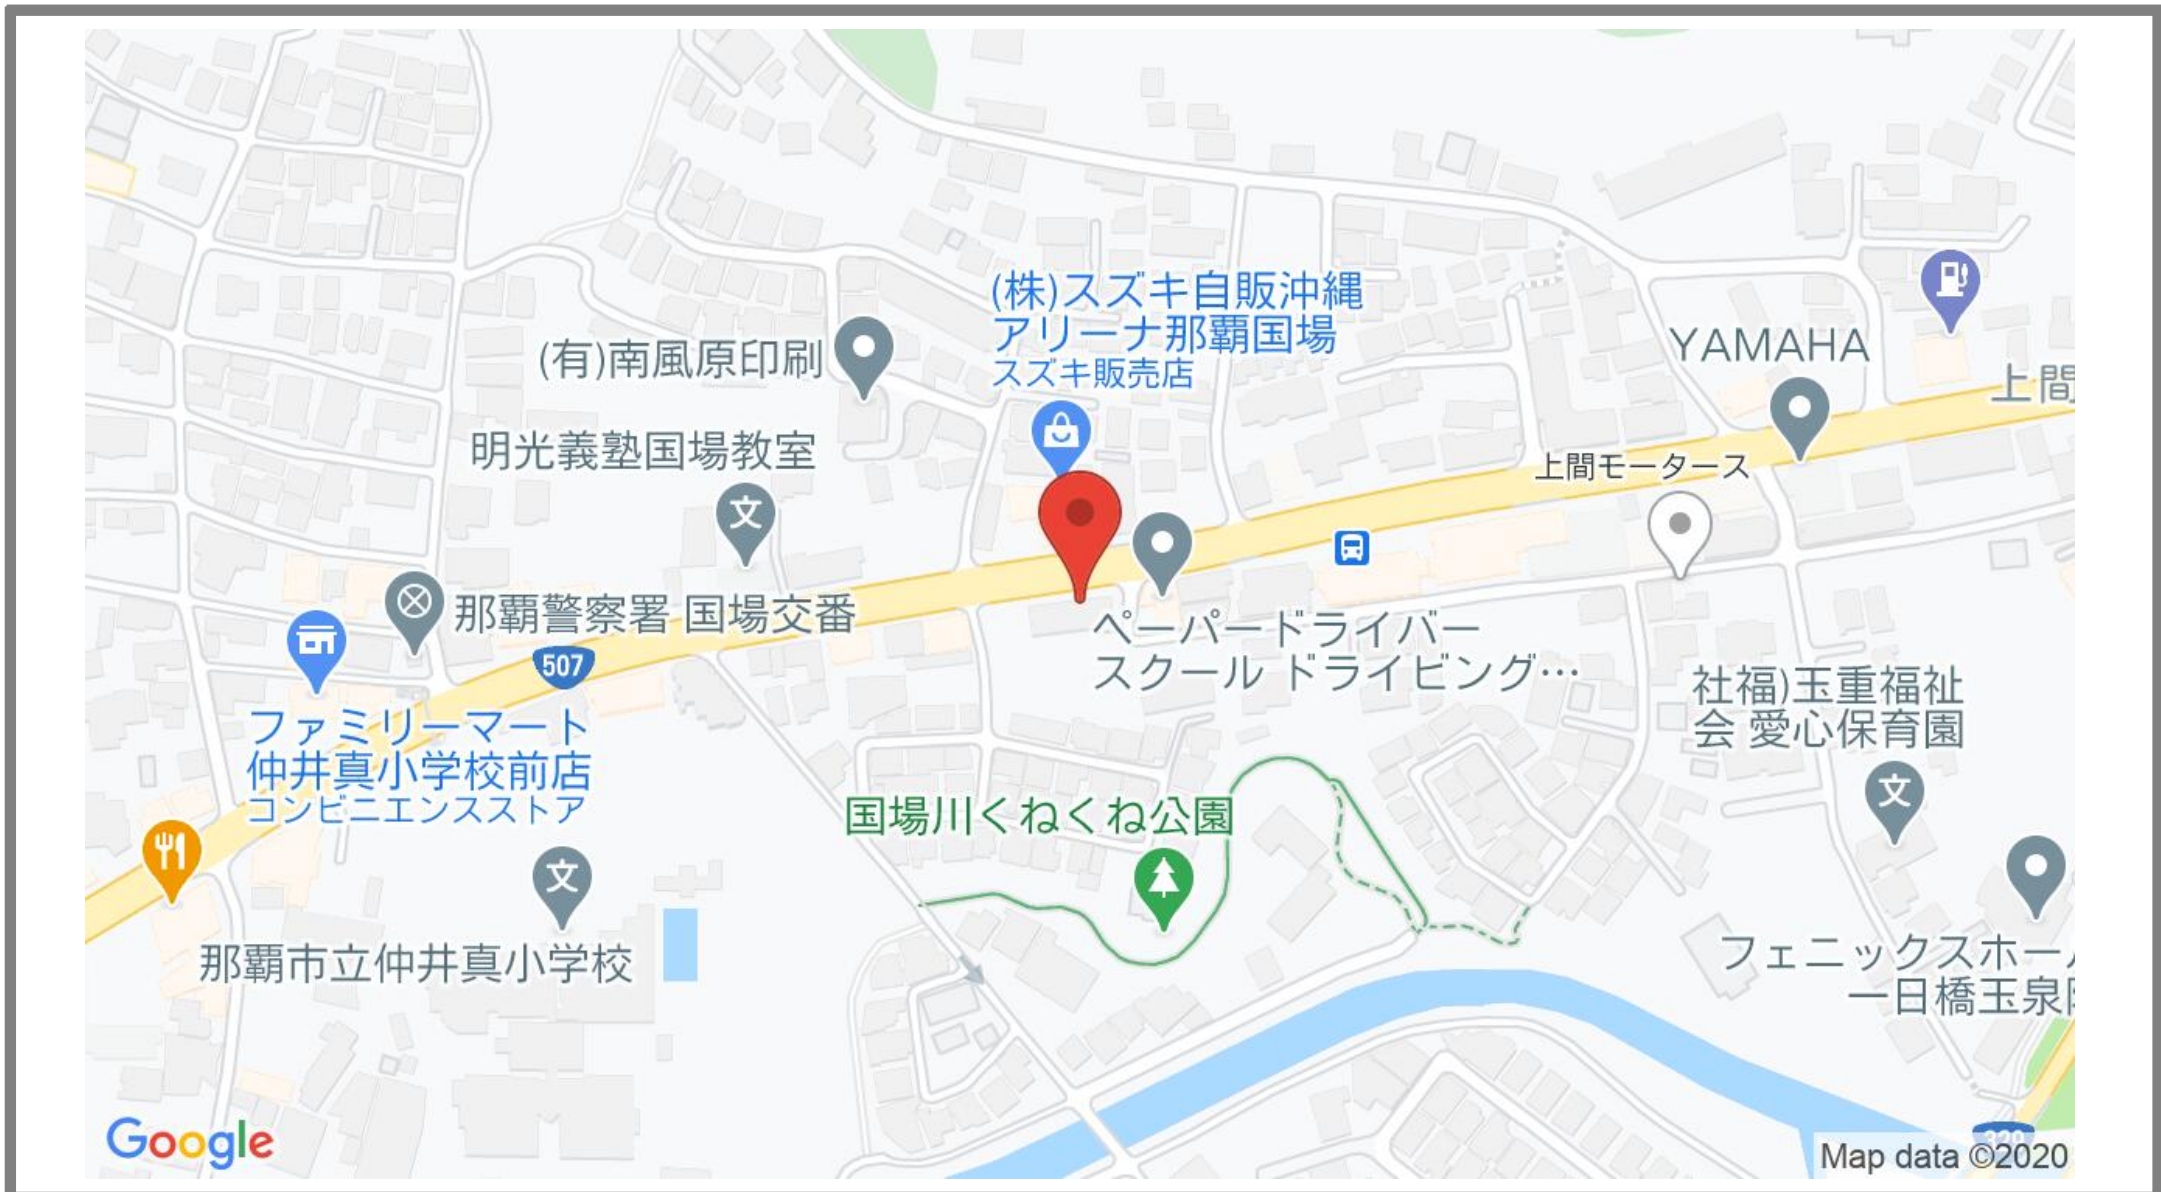 (株)スズキ自販沖縄
アリーナ那覇国場
スズキ販売店
(有)南風原印刷
YAMAHA
上間
明光義塾国場教室
文
上間モータース
那覇警察署 国場交番
507
ペーパードライバー
スクール ドライビング…
社福)玉重福祉
会 愛心保育園
ファミリーマート
仲井真小学校前店
コンビニエンスストア
文
国場川くねくね公園
文
那覇市立仲井真小学校
フェニックスホー
一日橋玉泉
Google
329
Map data ©2020